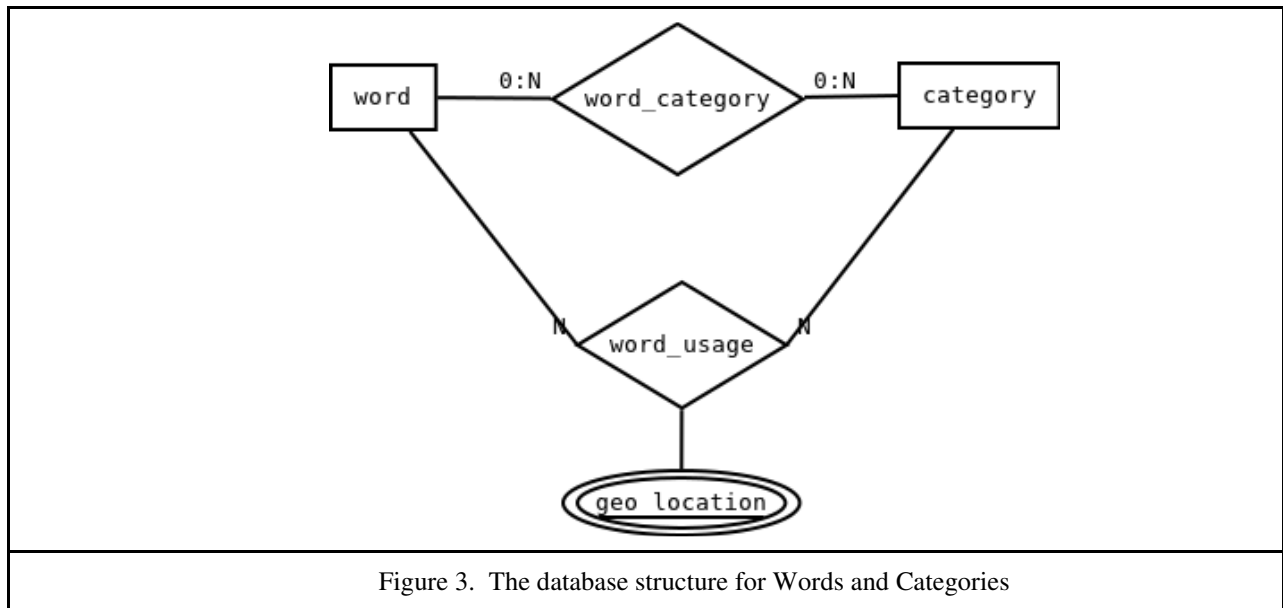 0:N
0:N
word
word_category
category
N
N
word_usage
geo location
Figure 3. The database structure for Words and Categories